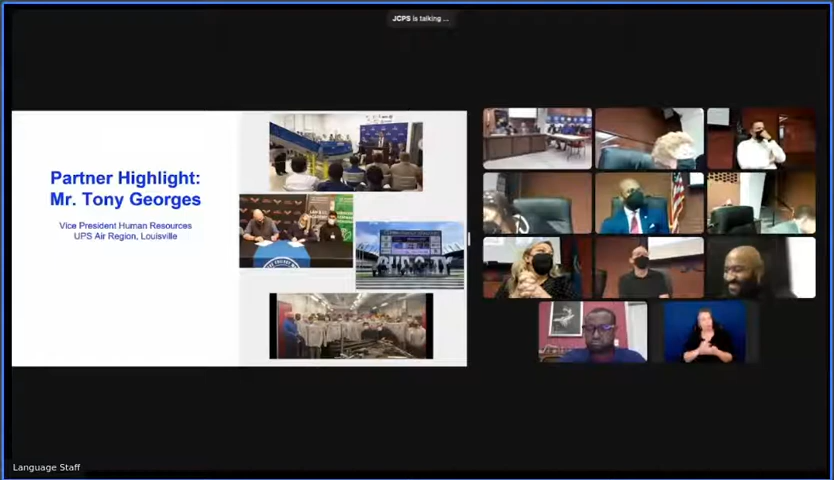 JCPS is talking ...
Partner Highlight:
Mr. Tony Georges
Vice President Human Resources
UPS Air Region, Louisville
Language Staff